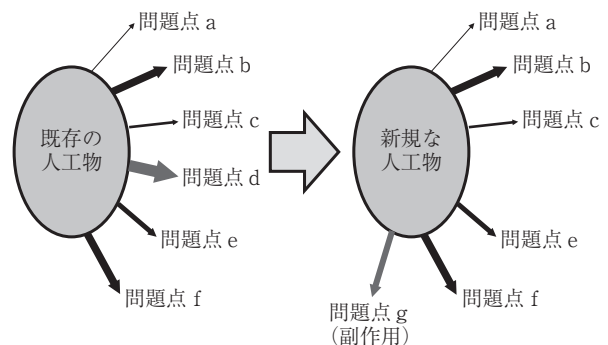 問題点 a
問題点 b
問題点 c
問題点 d
問題点 e
問題点 f
既存の
人工物
問題点 a
問題点 b
問題点 c
問題点 e
問題点 f
問題点 g
（副作用）
新規な
人工物